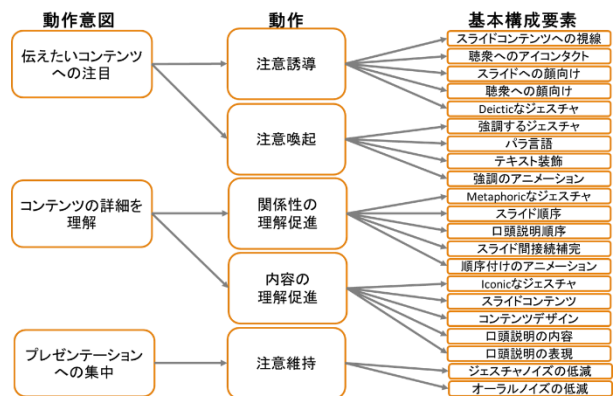 動作意図
動作
基本構成要素
伝えたいコンテンツ
への注目
コンテンツの詳細を
理解
プレゼンテーション
への集中
注意誘導
注意喚起
関係性の
理解促進
内容の
理解促進
注意維持
スライドコンテンツへの視線
聴衆へのアイコンタクト
スライドへの顔向け
聴衆への顔向け
Deicticなジェスチャ
強調するジェスチャ
パラ言語
テキスト装飾
強調のアニメーション
Metaphoricなジェスチャ
スライド順序
口頭説明順序
スライド間接続補完
順序付けのアニメーション
Iconicなジェスチャ
スライドコンテンツ
コンテンツデザイン
口頭説明の内容
口頭説明の表現
ジェスチャノイズの低減
オーラルノイズの低減